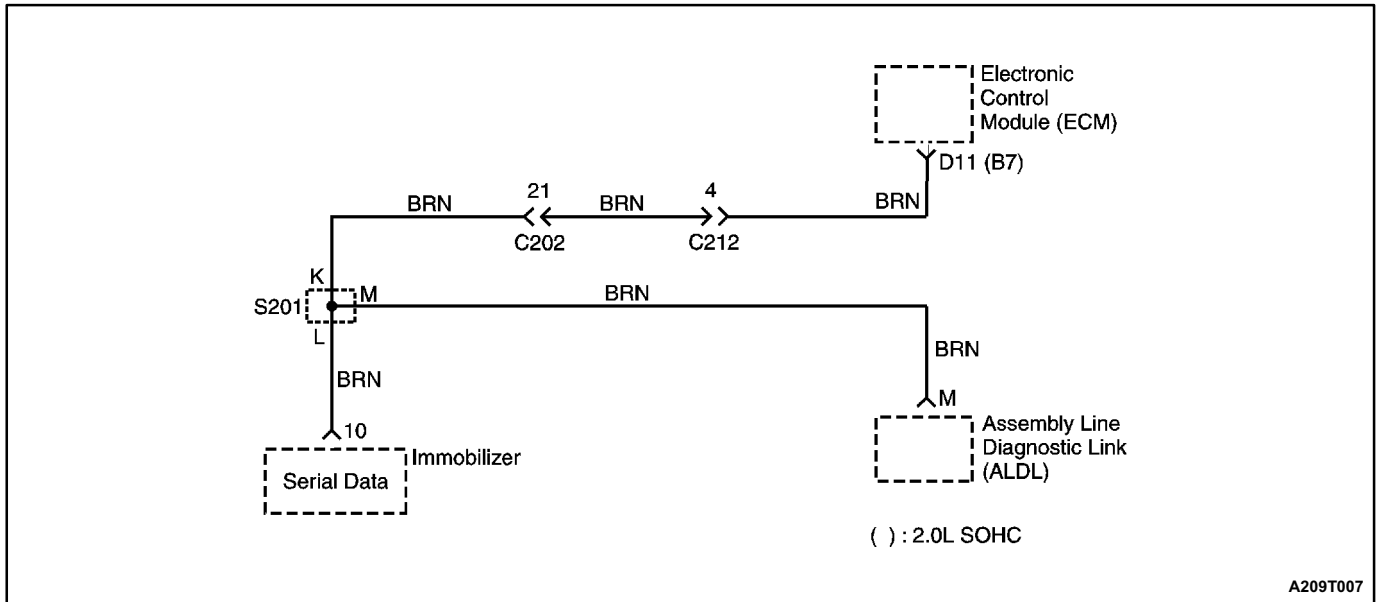 Electronic
Control
Module (ECM)
D11 (B7)
21
4
BRN
BRN
BRN
C202
C212
K
M
BRN
S201
L
BRN
BRN
M
10
Immobilizer
Serial Data
Assembly Line
Diagnostic Link
(ALDL)
( ) : 2.0L SOHC
A209T007